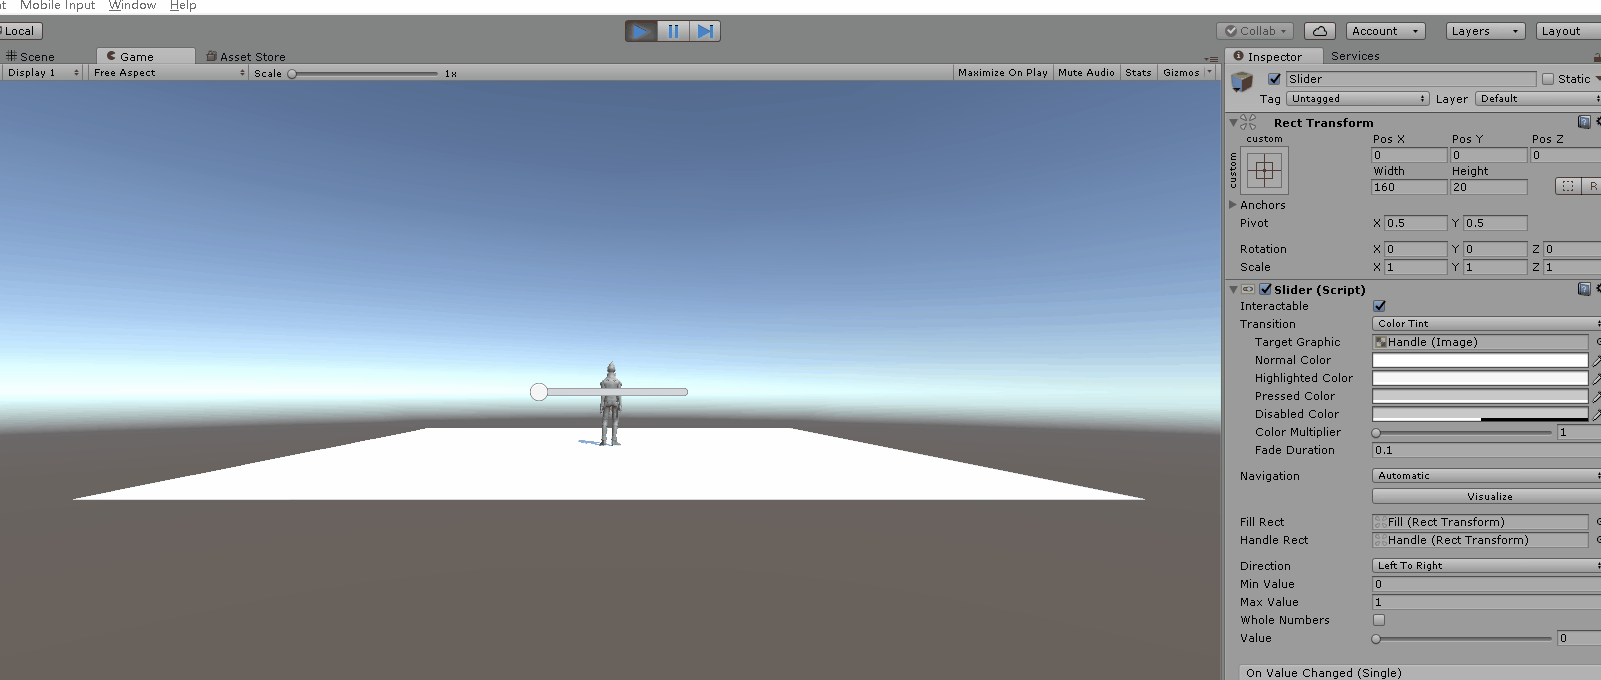 nt Mobile Input Window Help
Local Collab Account Layers Layout
Scene Game Asset Store
Display 1 Free Aspect Scale 1x Maximize On Play Mute Audio Stats Gizmos
Inspector Services
Slider Static
Tag Untagged Layer Default
Rect Transform
custom Pos X Pos Y Pos Z
custom 0 0 0
Width Height
160 20 R
Anchors
Pivot X 0.5 Y 0.5
Rotation X 0 Y 0 Z 0
Scale X 1 Y 1 Z 1
Slider (Script)
Interactable
Transition Color Tint
Target Graphic Handle (Image)
Normal Color
Highlighted Color
Pressed Color
Disabled Color
Color Multiplier 1
Fade Duration 0.1
Navigation Automatic
Visualize
Fill Rect Fill (Rect Transform)
Handle Rect Handle (Rect Transform)
Direction Left To Right
Min Value 0
Max Value 1
Whole Numbers
Value 0
On Value Changed (Single)